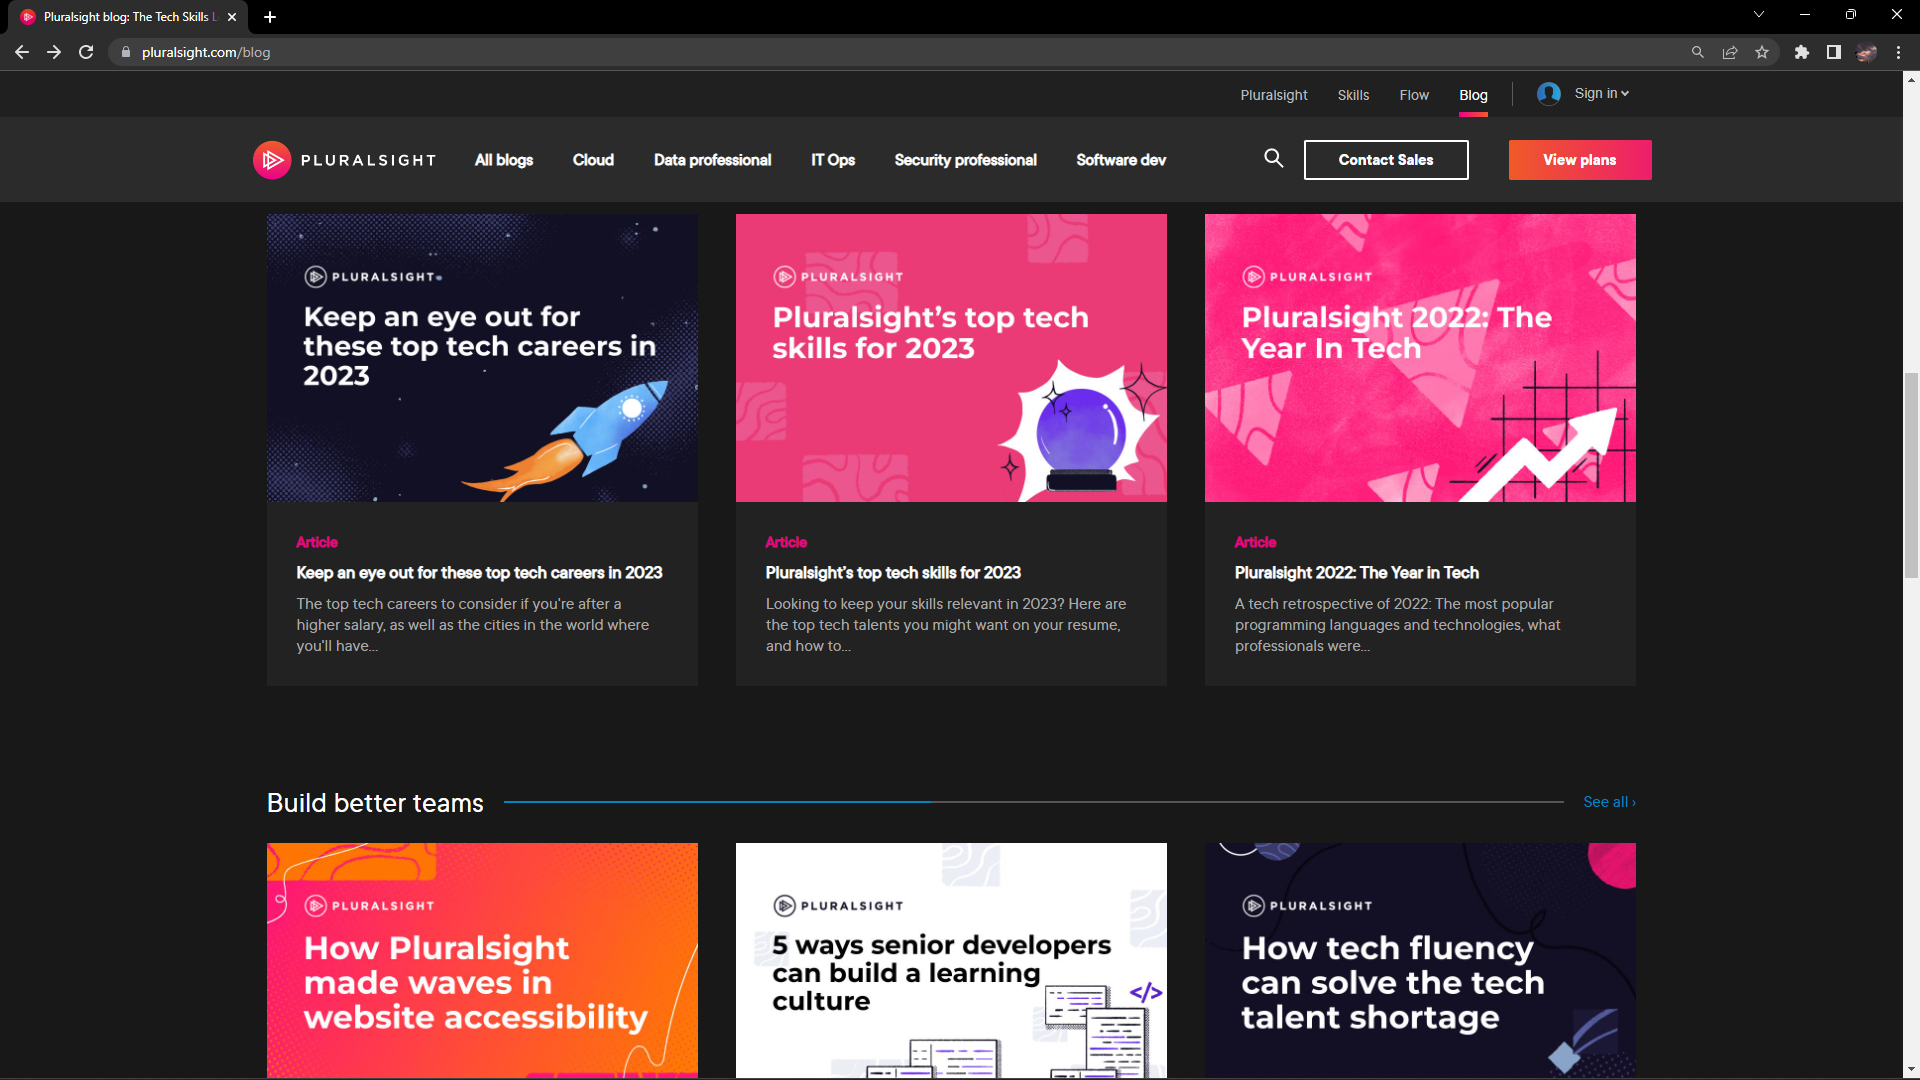 Pluralsight blog: The Tech Skills L
pluralsight.com/blog
Pluralsight
Skills
Flow
Blog
Sign in
PLURALSIGHT
All blogs
Cloud
Data professional
IT Ops
Security professional
Software dev
Contact Sales
View plans
PLURALSIGHT
Keep an eye out for
these top tech careers in
2023
Article
Keep an eye out for these top tech careers in 2023
The top tech careers to consider if you're after a
higher salary, as well as the cities in the world where
you'll have...
PLURALSIGHT
Pluralsight’s top tech
skills for 2023
Article
Pluralsight’s top tech skills for 2023
Looking to keep your skills relevant in 2023? Here are
the top tech talents you might want on your resume,
and how to...
PLURALSIGHT
Pluralsight 2022: The
Year In Tech
Article
Pluralsight 2022: The Year in Tech
A tech retrospective of 2022: The most popular
programming languages and technologies, what
professionals were...
Build better teams
See all ›
PLURALSIGHT
How Pluralsight
made waves in
website accessibility
PLURALSIGHT
5 ways senior developers
can build a learning
culture
</>
PLURALSIGHT
How tech fluency
can solve the tech
talent shortage